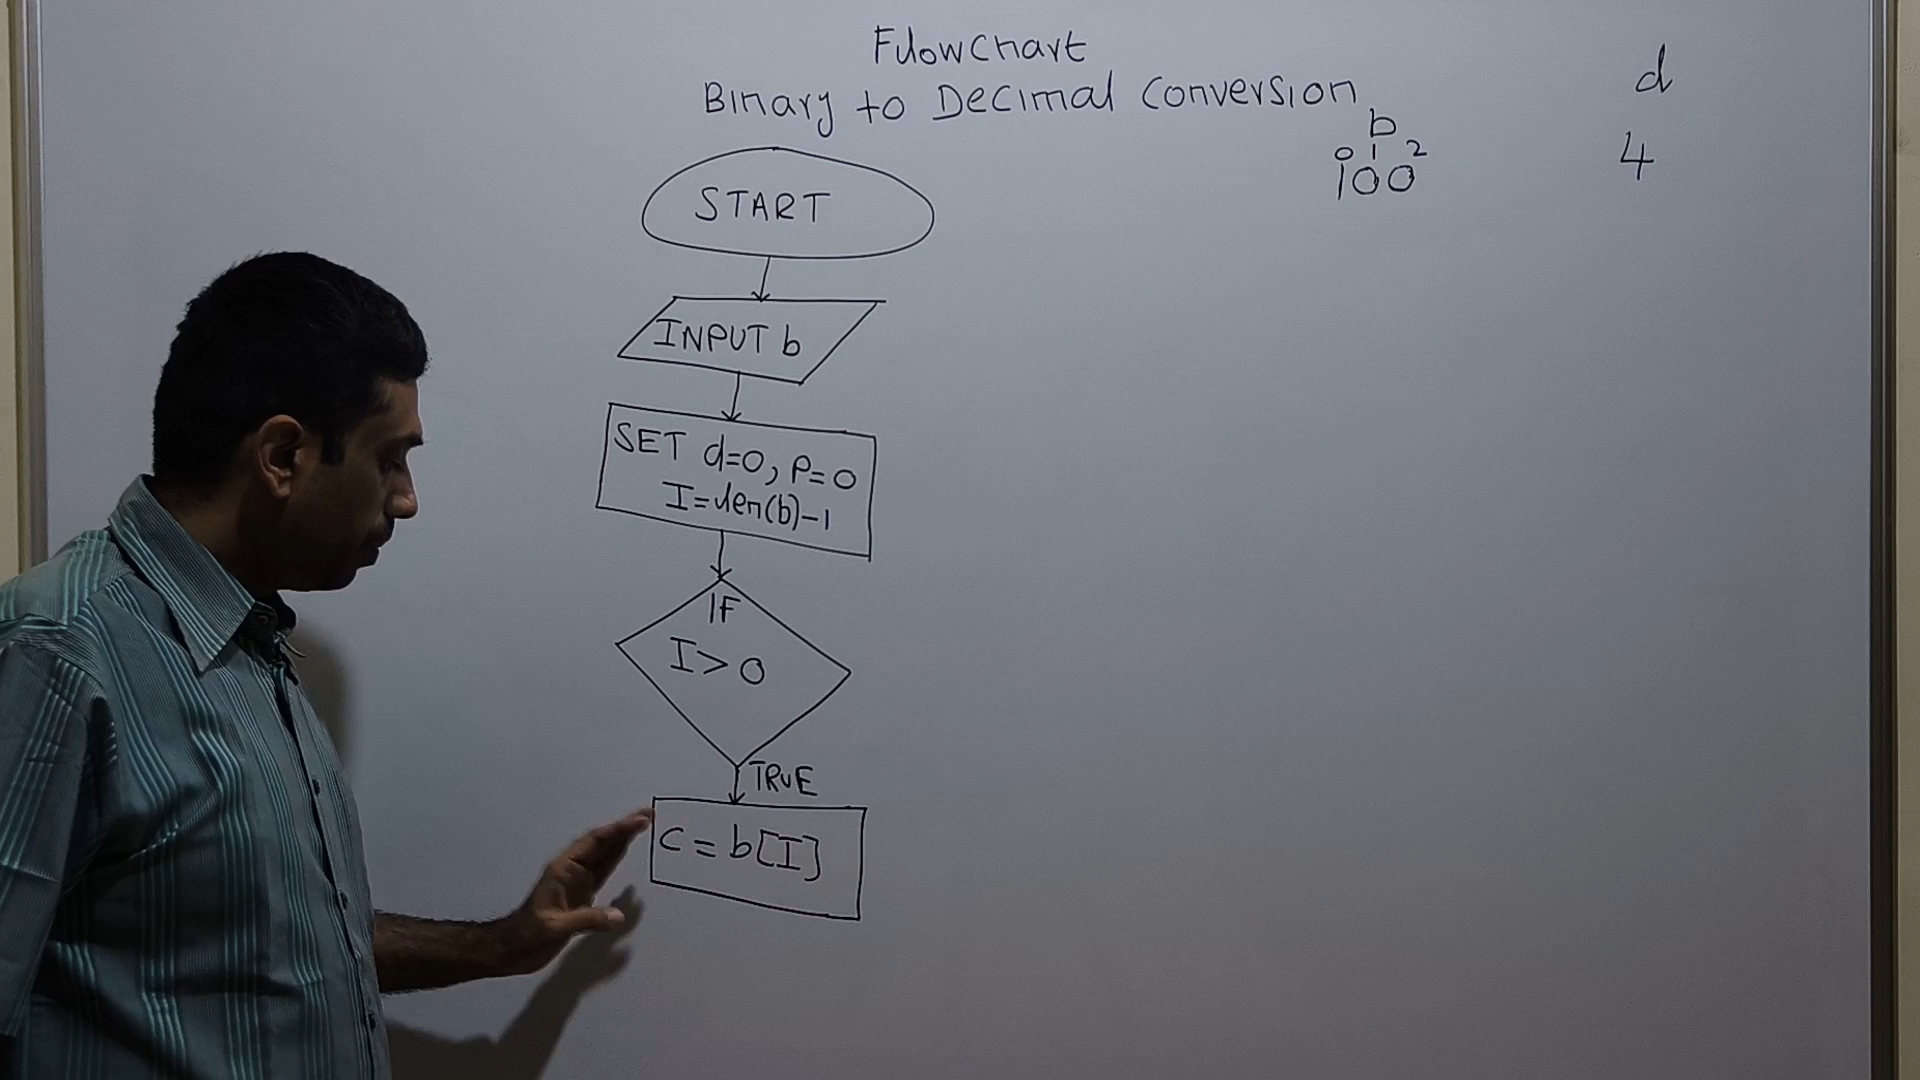 Flowchart
Binary to Decimal Conversion
b
d
0 1 2
100
4
START
INPUT b
SET d=0, P=0
I=len(b)-1
IF
I>0
TRUE
C=b[I]